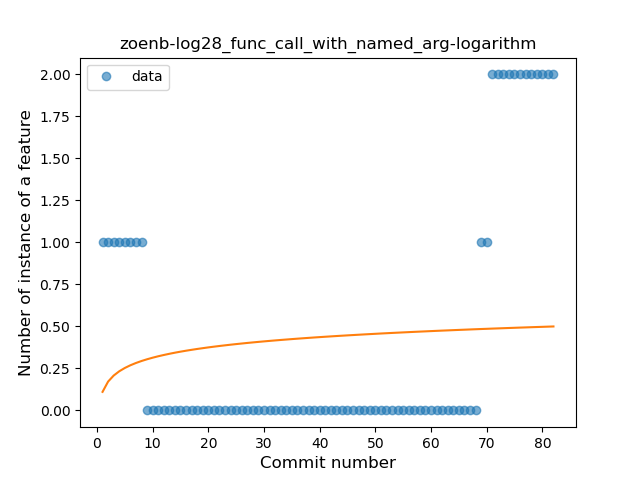 zoenb-log28_func_call_with_named_arg-logarithm
data
Number of instance of a feature
2.00
1.75
1.50
1.25
1.00
0.75
0.50
0.25
0.00
0 10 20 30 40 50 60 70 80
Commit number